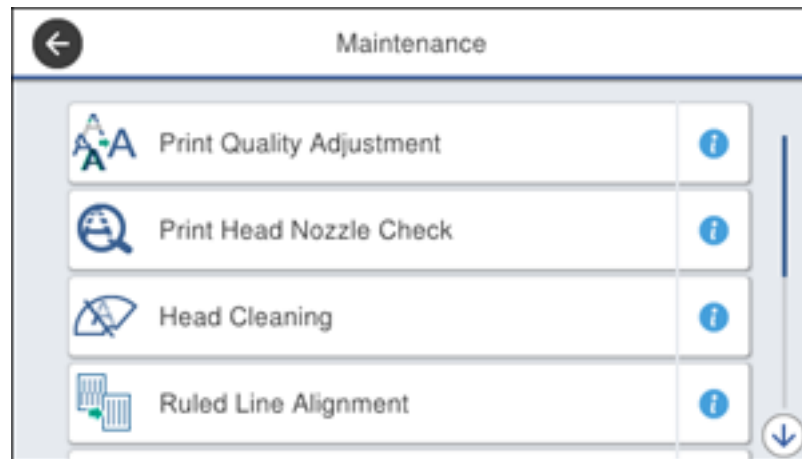 Maintenance
Print Quality Adjustment
Print Head Nozzle Check
Head Cleaning
Ruled Line Alignment